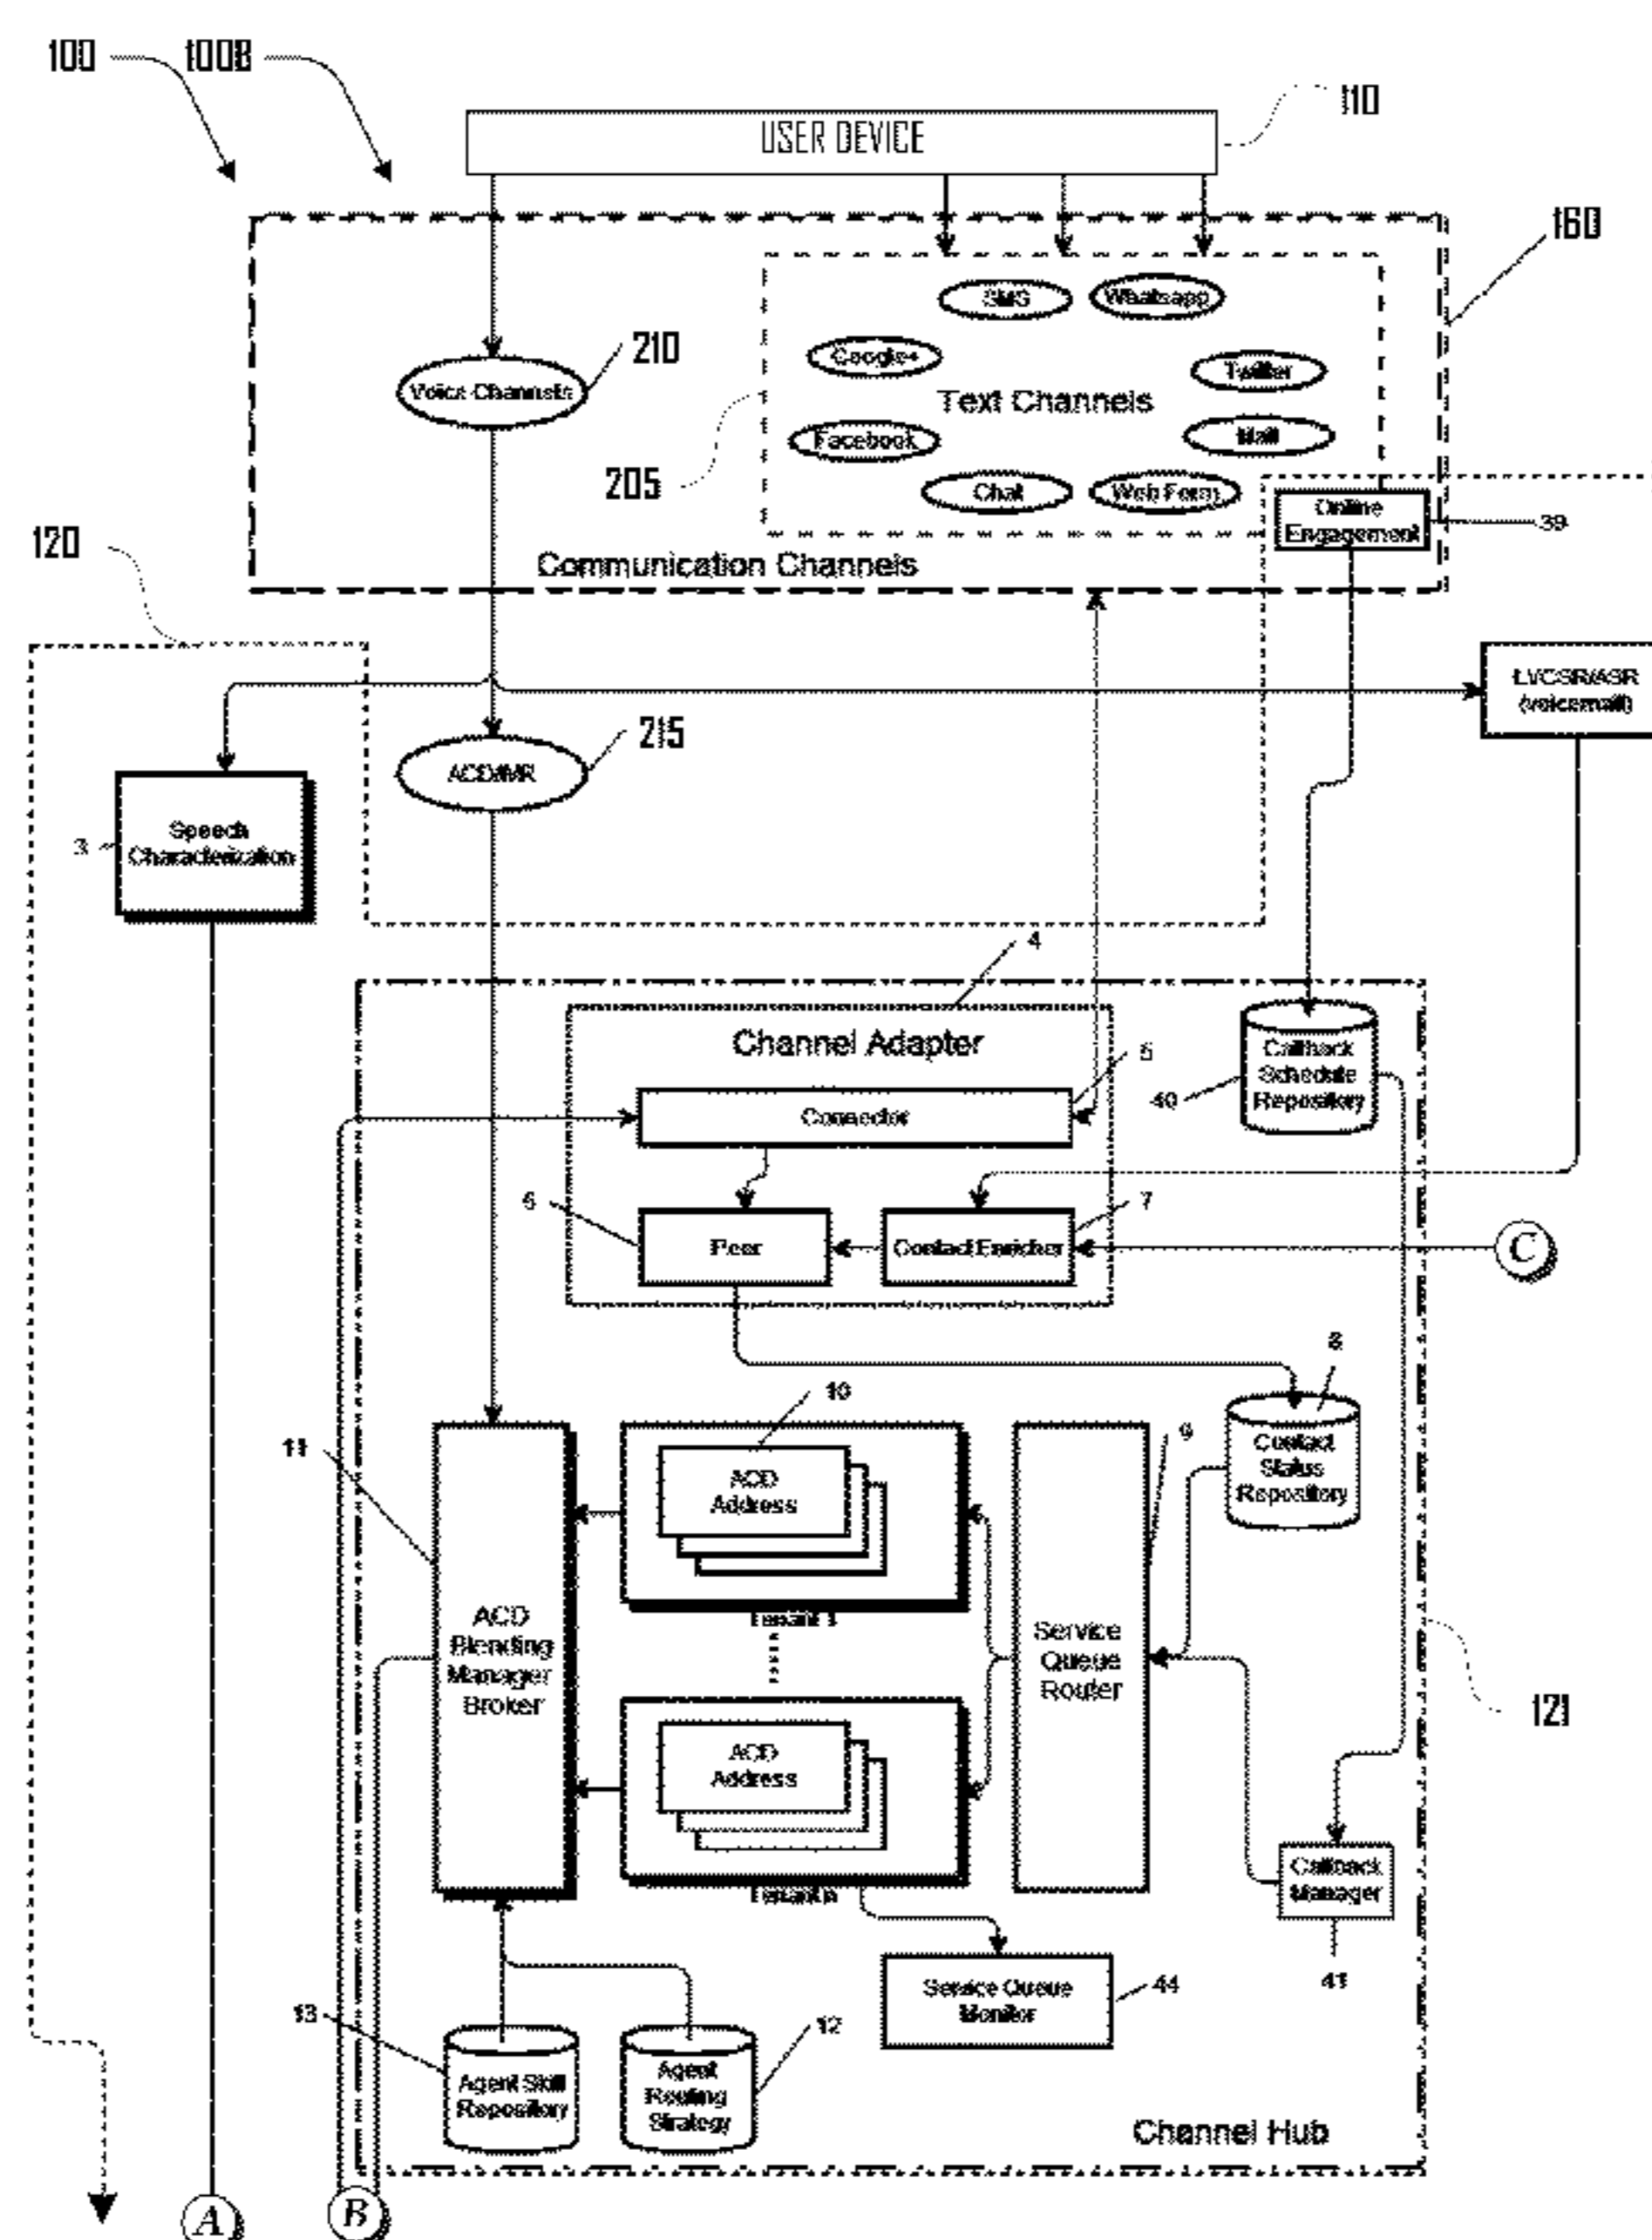 100
100B
110
USER DEVICE
160
SMS
Whatsapp
210
Google+
Twitter
Voice Channels
Text Channels
Facebook
Mail
205
Chat
Web Form
Online
Engagement
39
120
Communication Channels
LVCSR/ASR
(voicemail)
215
ACD/IVR
3
Speech
Characterization
4
Channel Adapter
5
Callback
Schedule
Repository
40
Connector
6
7
Peer
Contact Enricher
C
8
10
11
9
ACD
Address
Contact
Status
Repository
Tenant 1
ACD
Blending
Manager
Broker
Service
Queue
Router
121
ACD
Address
Tenant n
Callback
Manager
41
Service Queue
Monitor
44
13
12
Agent Skill
Repository
Agent
Routing
Strategy
Channel Hub
A
B